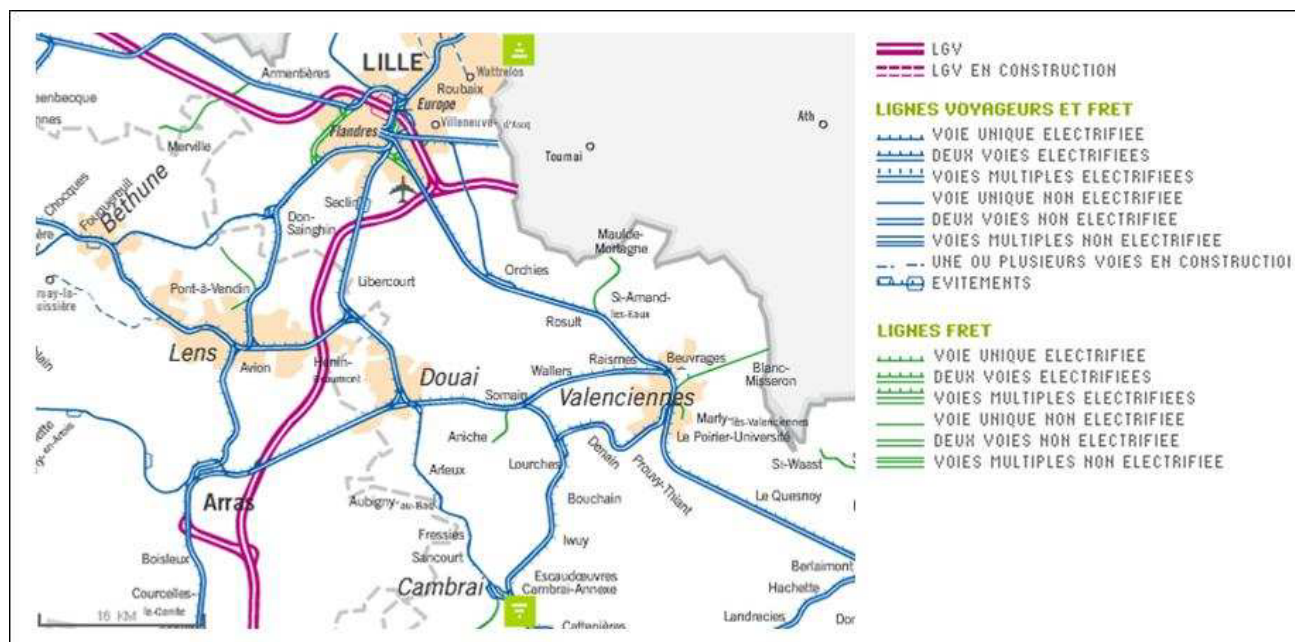 LILLE
Armentières
Wattrelos
Roubaix
Europe
Villeneuve-d'Ascq
Flandres
Merville
Tournai
Ath
Chocques
Fouquereuil
Béthune
Seclin
Don-
Sainghin
Maulde-
Mortagne
Libercourt
Orchies
Pont-à-Vendin
St-Amand-
les-Eaux
Rosult
Lens
Avion
Hénin-
Beaumont
Douai
Wallers
Raismes
Beuvrages
Blanc-
Misseron
Somain
Valenciennes
Marly-lès-Valenciennes
Le Poirier-Université
Aniche
Lourches
Denain
Prouvy-Thiant
St-Waast
Arleux
Arras
Aubigny-au-Bac
Bouchain
Le Quesnoy
Fressies
Iwuy
Sancourt
Boisleux
Cambrai
Escaudœuvres
Cambrai-Annexe
Berlaimont
Hachette
Courcelles-
le-Comte
Landrecies
Cattenières
16 KM
LGV
LGV EN CONSTRUCTION
LIGNES VOYAGEURS ET FRET
VOIE UNIQUE ELECTRIFIEE
DEUX VOIES ELECTRIFIEES
VOIES MULTIPLES ELECTRIFIEES
VOIE UNIQUE NON ELECTRIFIEE
DEUX VOIES NON ELECTRIFIEE
VOIES MULTIPLES NON ELECTRIFIEE
UNE OU PLUSIEURS VOIES EN CONSTRUCTIO
EVITEMENTS
LIGNES FRET
VOIE UNIQUE ELECTRIFIEE
DEUX VOIES ELECTRIFIEES
VOIES MULTIPLES ELECTRIFIEES
VOIE UNIQUE NON ELECTRIFIEE
DEUX VOIES NON ELECTRIFIEE
VOIES MULTIPLES NON ELECTRIFIEE